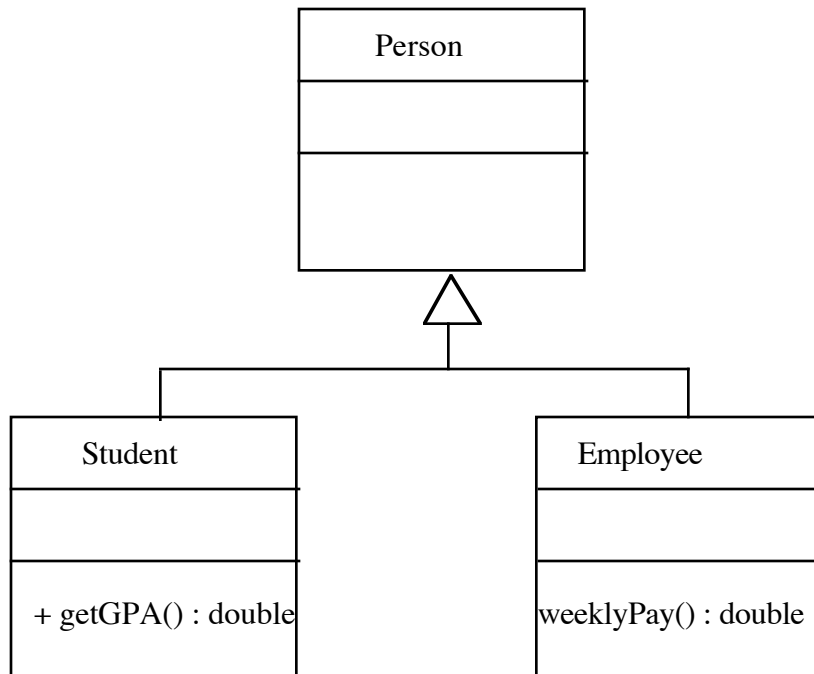 Person
Student
Employee
+ getGPA() : double
weeklyPay() : double